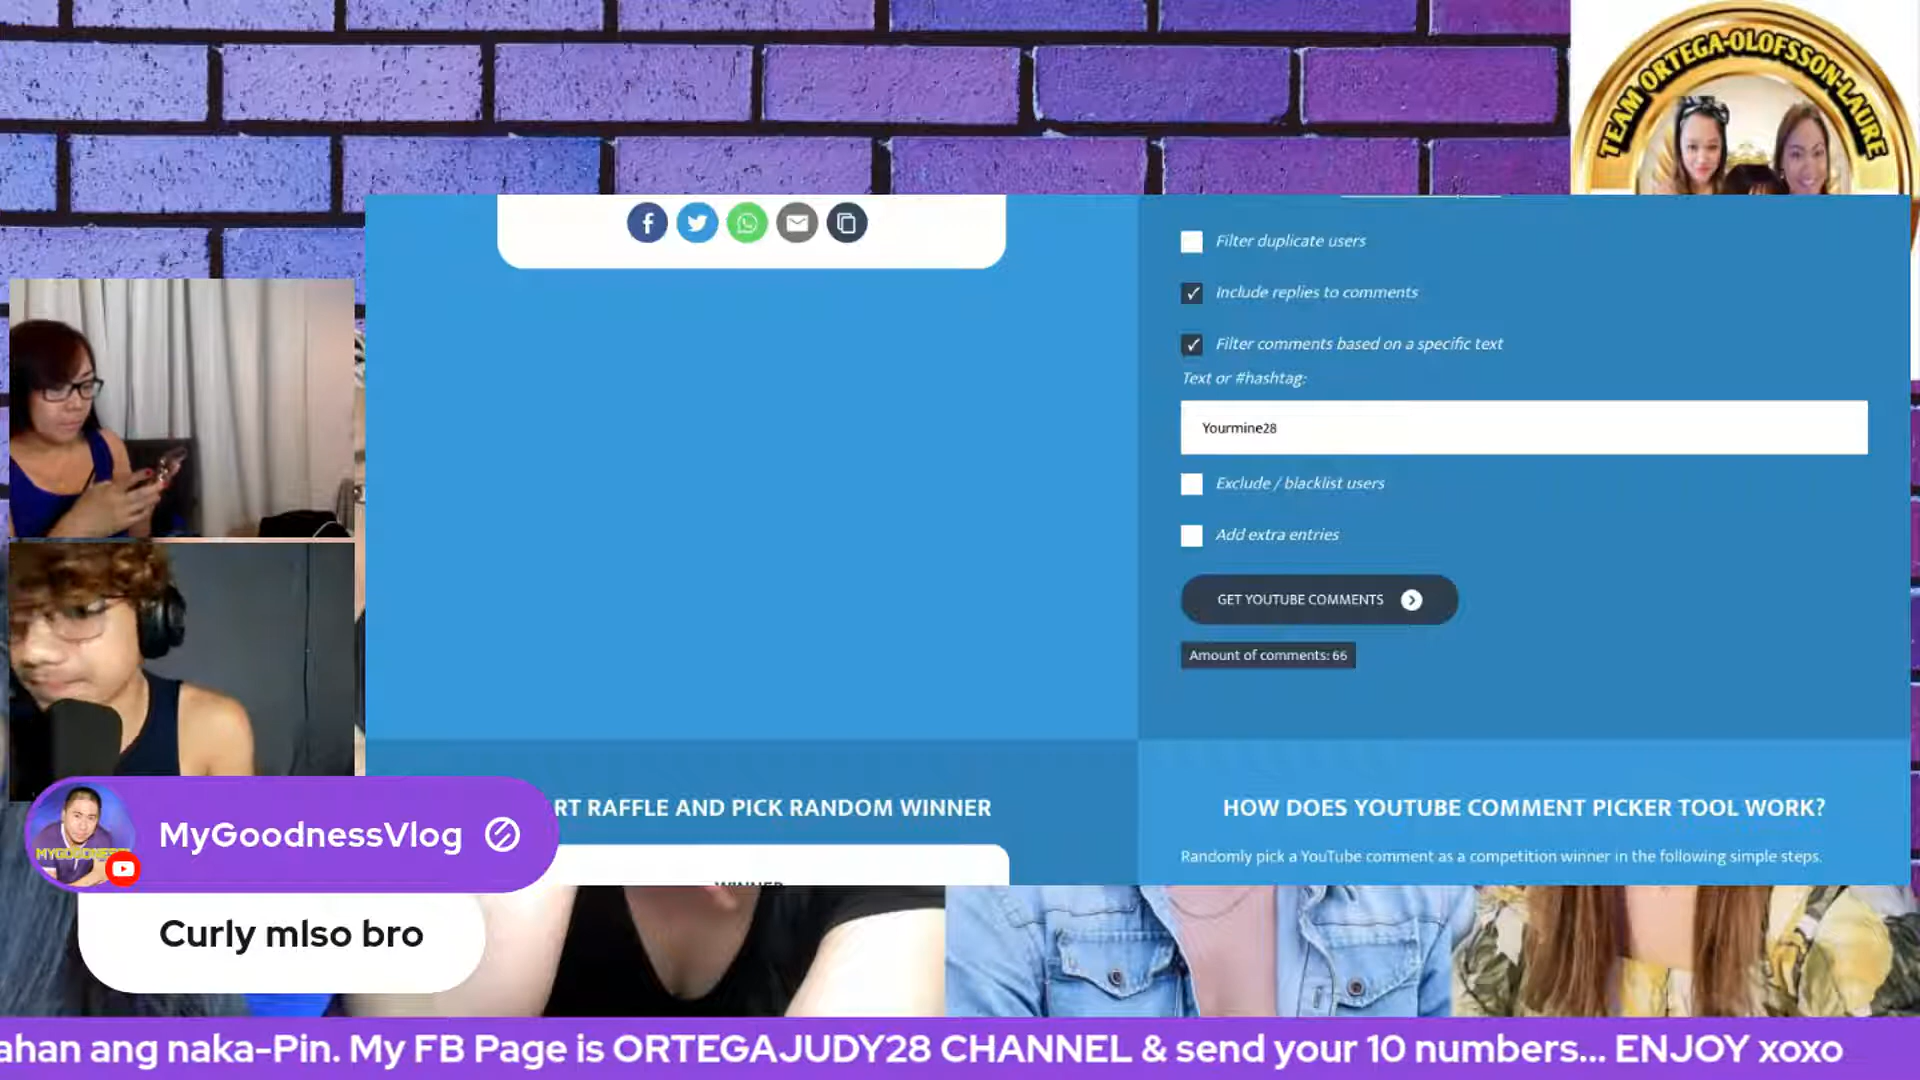 TEAM ORTEGA-OLOFSSON-LAURE
Filter duplicate users
Include replies to comments
Filter comments based on a specific text
Text or #hashtag:
Yourmine28
Exclude / blacklist users
Add extra entries
GET YOUTUBE COMMENTS
Amount of comments: 66
RT RAFFLE AND PICK RANDOM WINNER
WINNER
HOW DOES YOUTUBE COMMENT PICKER TOOL WORK?
Randomly pick a YouTube comment as a competition winner in the following simple steps.
MyGoodnessVlog
Curly mlso bro
ahan ang naka-Pin. My FB Page is ORTEGAJUDY28 CHANNEL & send your 10 numbers... ENJOY xoxo